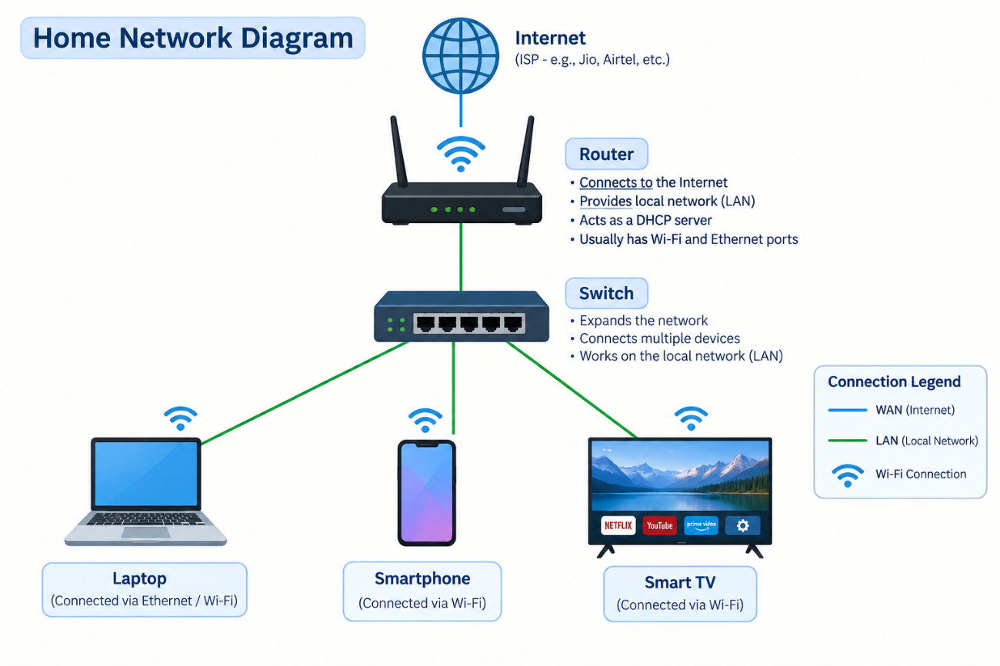 Home Network Diagram
Internet
(ISP - e.g., Jio, Airtel, etc.)
Router
• Connects to the Internet
• Provides local network (LAN)
• Acts as a DHCP server
• Usually has Wi-Fi and Ethernet ports
Switch
• Expands the network
• Connects multiple devices
• Works on the local network (LAN)
Connection Legend
WAN (Internet)
LAN (Local Network)
Wi-Fi Connection
NETFLIX
YouTube
prime video
Laptop
(Connected via Ethernet / Wi-Fi)
Smartphone
(Connected via Wi-Fi)
Smart TV
(Connected via Wi-Fi)